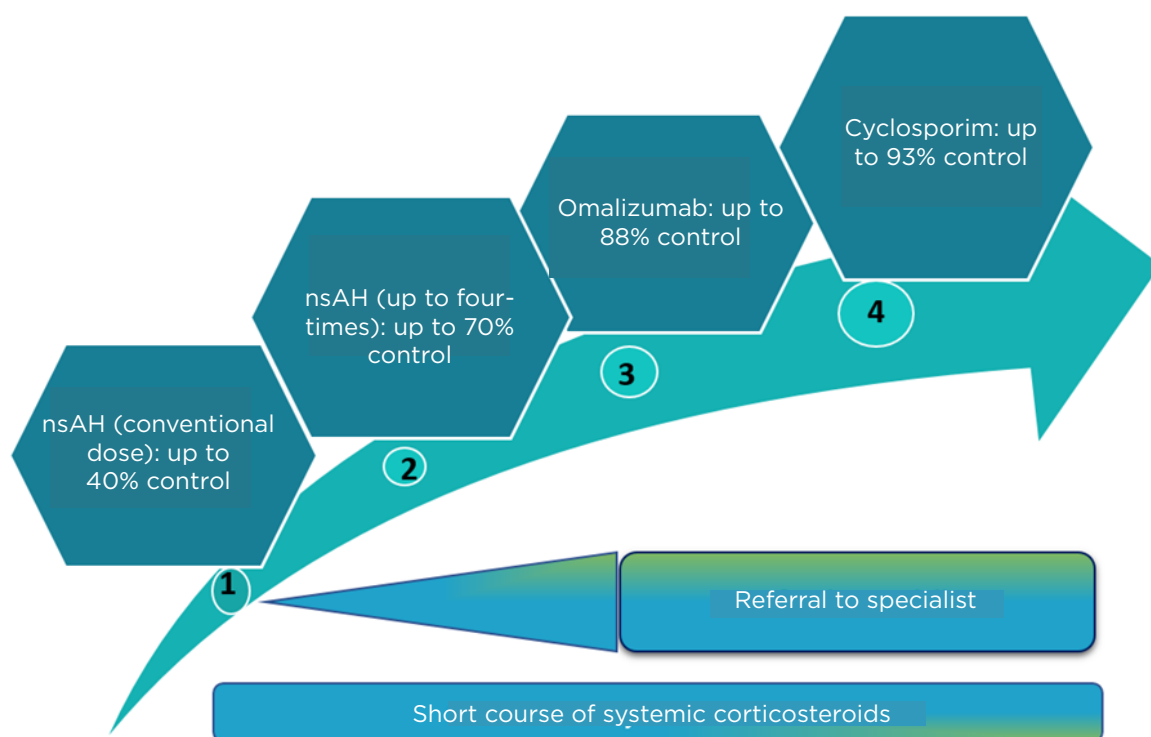 Cyclosporim: up
to 93% control
Omalizumab: up to
88% control
nsAH (up to four-
times): up to 70%
control
nsAH (conventional
dose): up to
40% control
4
3
2
1
Referral to specialist
Short course of systemic corticosteroids